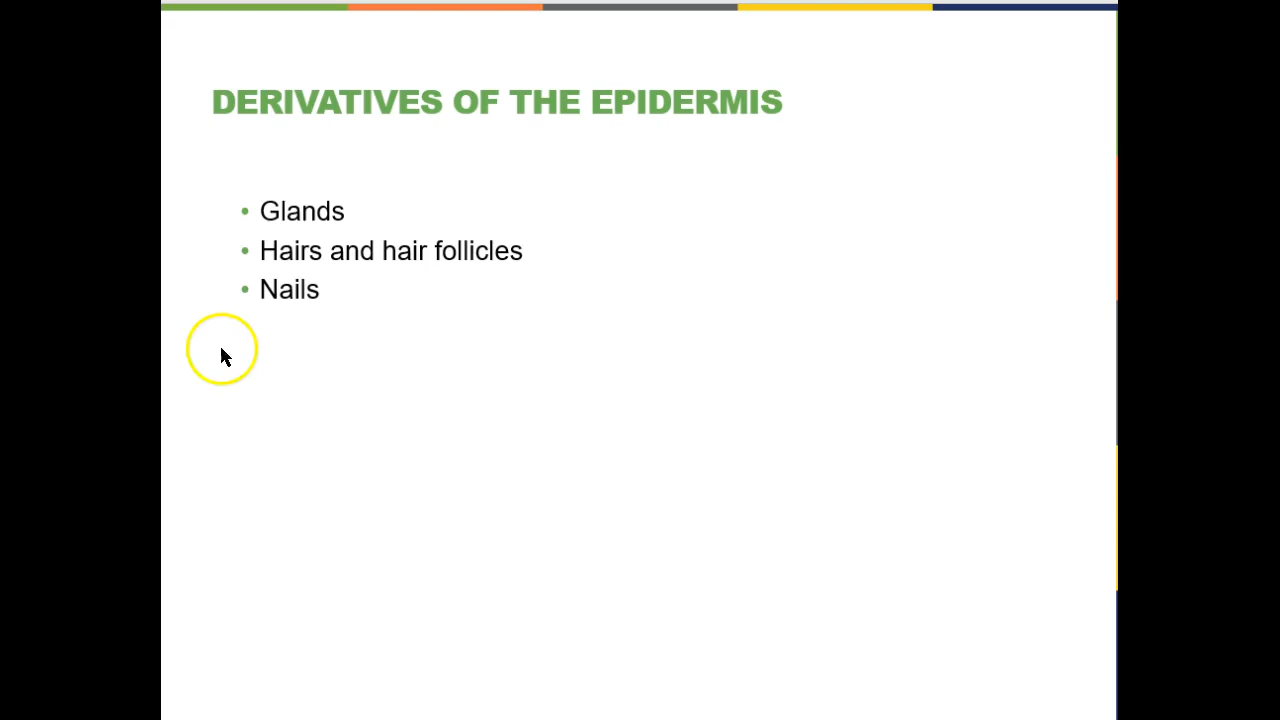 DERIVATIVES OF THE EPIDERMIS
• Glands
• Hairs and hair follicles
• Nails